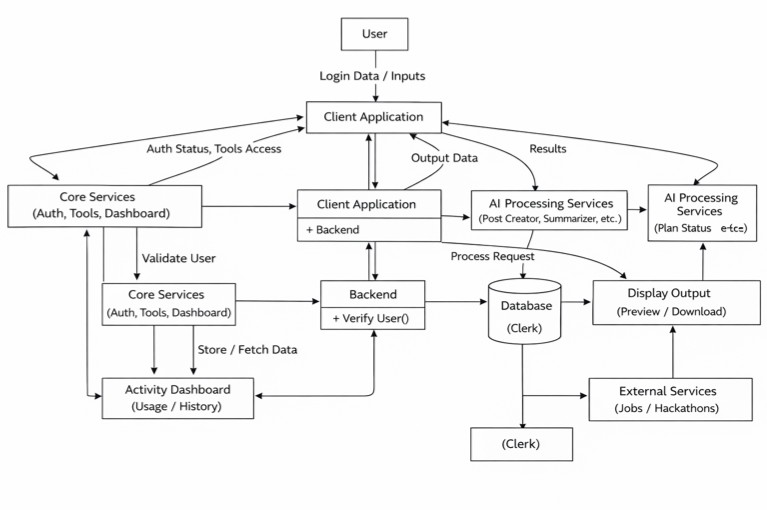 User
Login Data / Inputs
Client Application
Auth Status, Tools Access
Output Data
Results
Core Services
(Auth, Tools, Dashboard)
Client Application
+ Backend
AI Processing Services
(Post Creator, Summarizer, etc.)
AI Processing
Services
(Plan Status
Validate User
Process Request
Core Services
(Auth, Tools, Dashboard)
Backend
+ Verify User()
Database
(Clerk)
Display Output
(Preview / Download)
Store / Fetch Data
Activity Dashboard
(Usage / History)
External Services
(Jobs / Hackathons)
(Clerk)